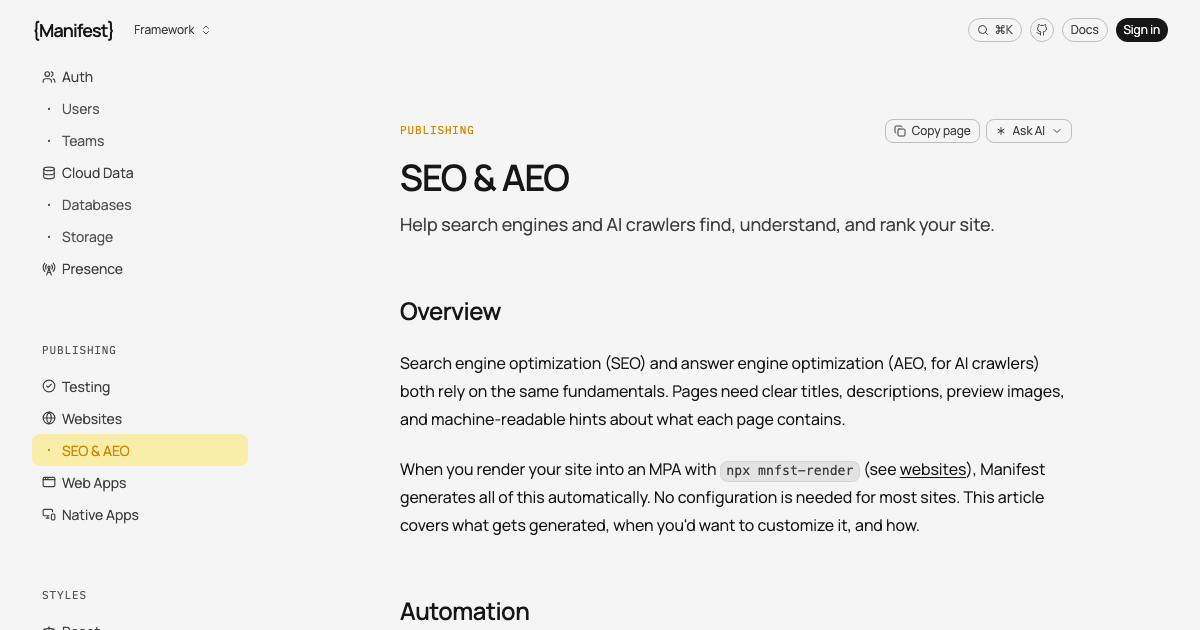 {Manifest}
Framework
⌘K
Docs
Sign in
Auth
Users
Teams
Cloud Data
Databases
Storage
Presence
PUBLISHING
Testing
Websites
SEO & AEO
Web Apps
Native Apps
STYLES
Reset
PUBLISHING
Copy page
Ask AI
SEO & AEO
Help search engines and AI crawlers find, understand, and rank your site.
Overview
Search engine optimization (SEO) and answer engine optimization (AEO, for AI crawlers)
both rely on the same fundamentals. Pages need clear titles, descriptions, preview images,
and machine-readable hints about what each page contains.
When you render your site into an MPA with npx mnfst-render (see websites), Manifest
generates all of this automatically. No configuration is needed for most sites. This article
covers what gets generated, when you'd want to customize it, and how.
Automation